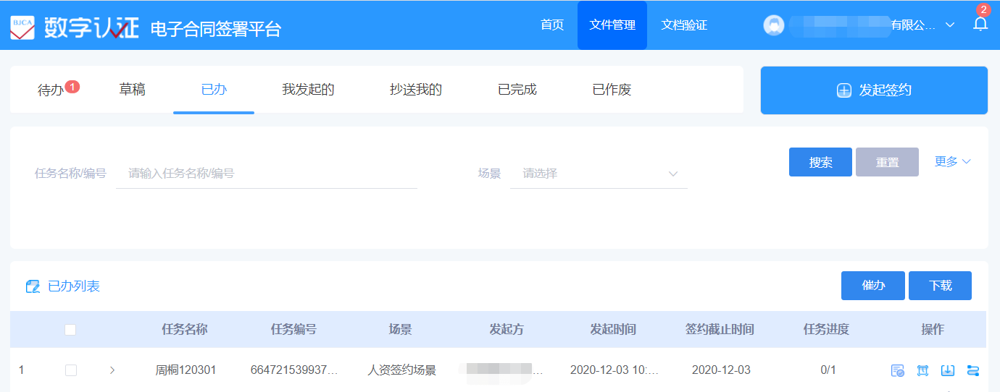 BJCA 数字认证 电子合同签署平台 首页 文件管理 文档验证 有限公... 2
待办 1 草稿 已办 我发起的 抄送我的 已完成 已作废 发起签约
任务名称/编号 请输入任务名称/编号 场景 请选择 搜索 重置 更多
已办列表 催办 下载
任务名称 任务编号 场景 发起方 发起时间 签约截止时间 任务进度 操作
1 周桐120301 664721539937... 人资签约场景 ... 2020-12-03 10:... 2020-12-03 0/1